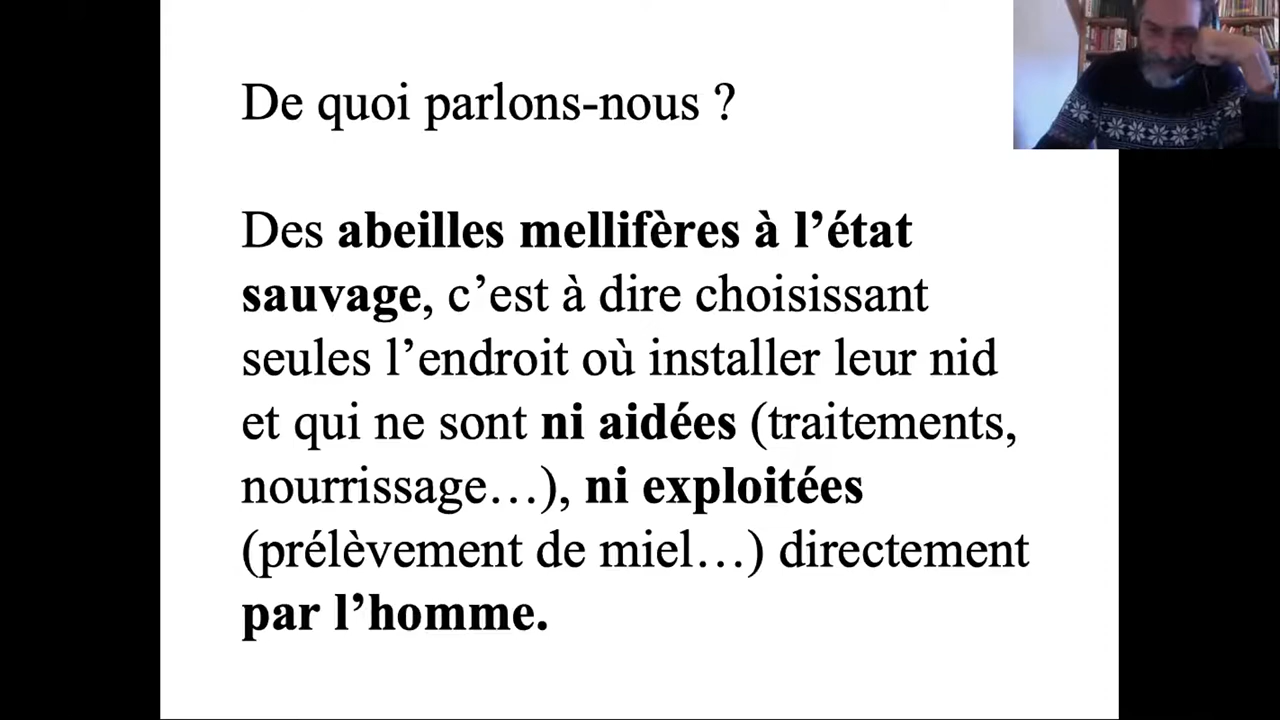 De quoi parlons-nous ?
Des abeilles mellifères à l’état
sauvage, c’est à dire choisissant
seules l’endroit où installer leur nid
et qui ne sont ni aidées (traitements,
nourrissage…), ni exploitées
(prélèvement de miel…) directement
par l’homme.